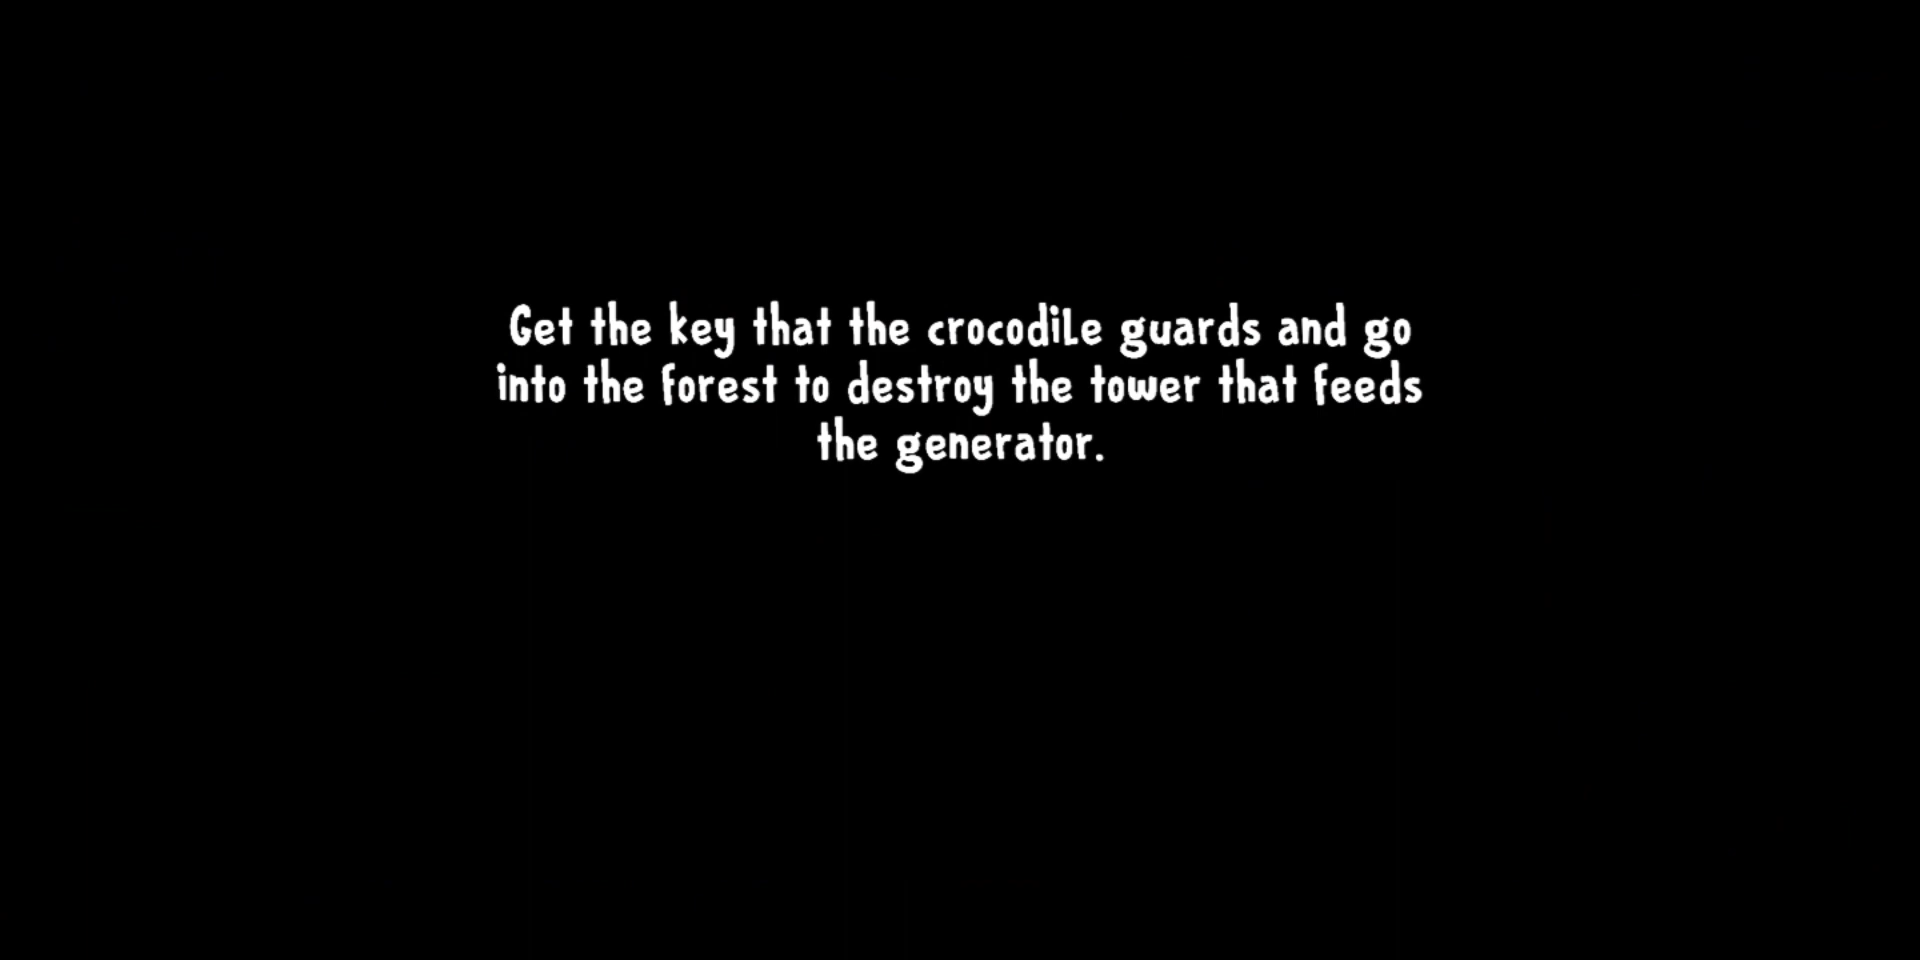 Get the key that the crocodile guards and go
into the forest to destroy the tower that feeds
the generator.